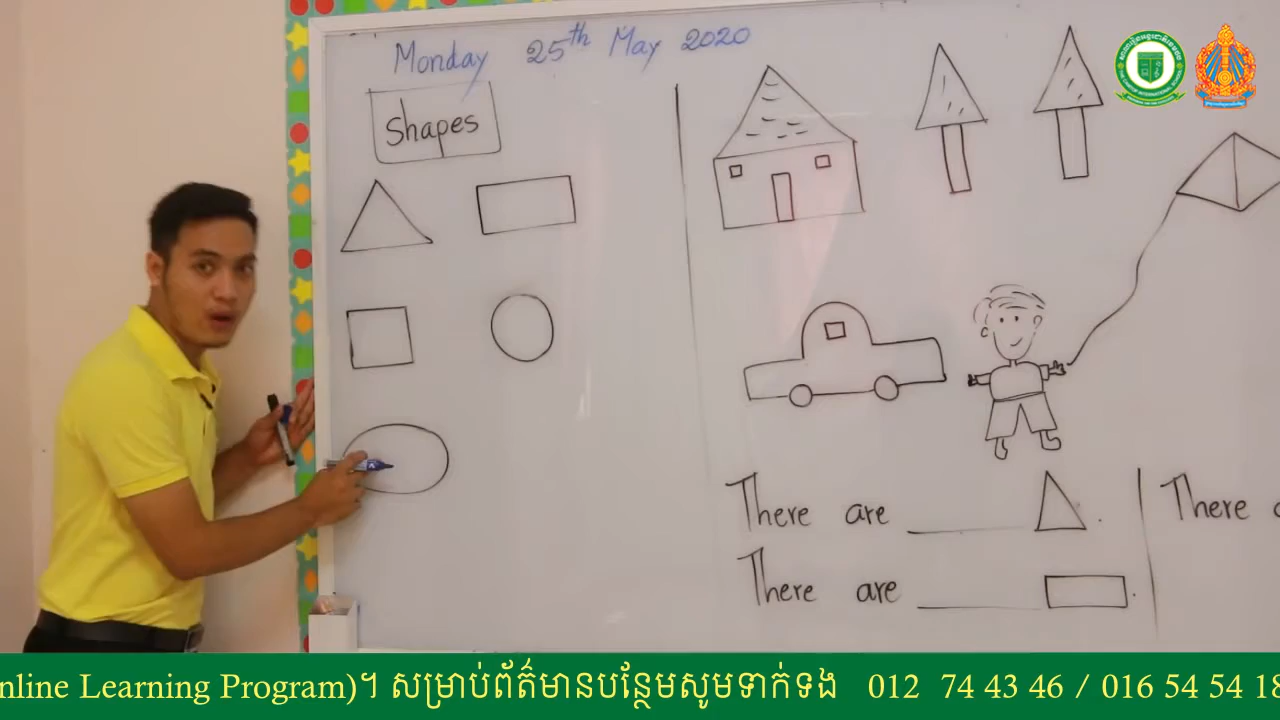 Monday 25th May 2020
Shapes
There are ______ .
There are ______ .
There
nline Learning Program)។ សម្រាប់ព័ត៌មានបន្ថែមសូមទាក់ទង 012 74 43 46 / 016 54 54 18